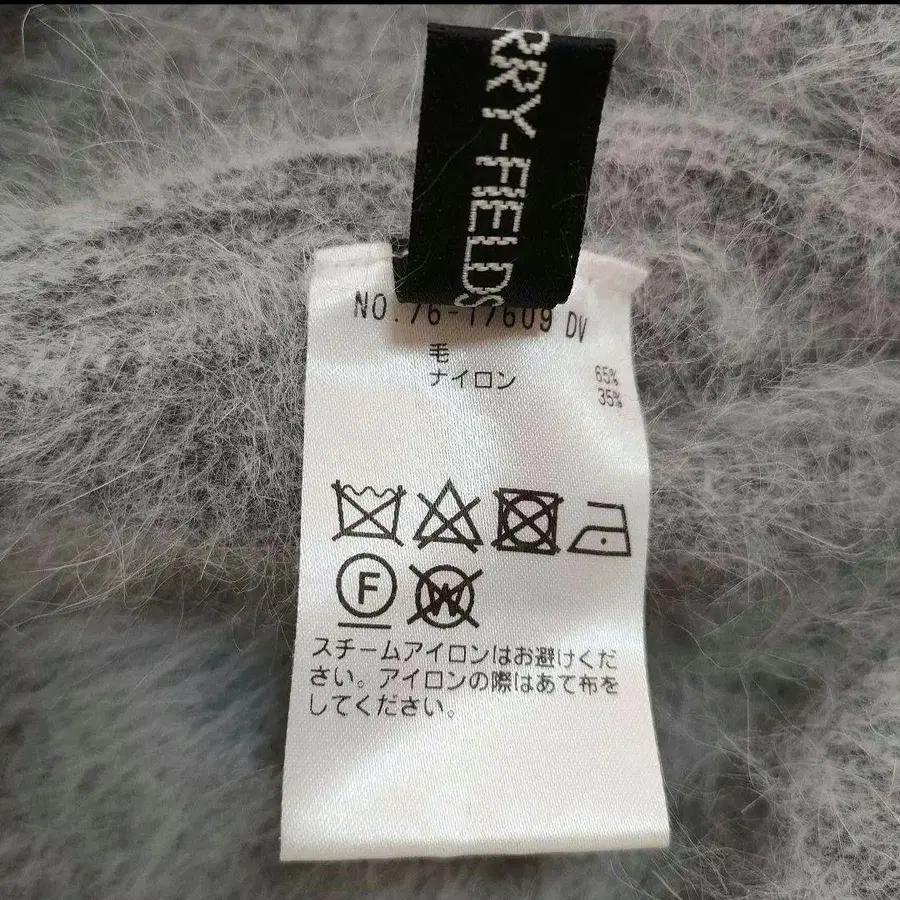 RRY-FIELDS
NO.76-17609 DV
毛 65%
ナイロン 35%
F W
スチームアイロンはお避けくだ
さい。アイロンの際はあて布を
してください。